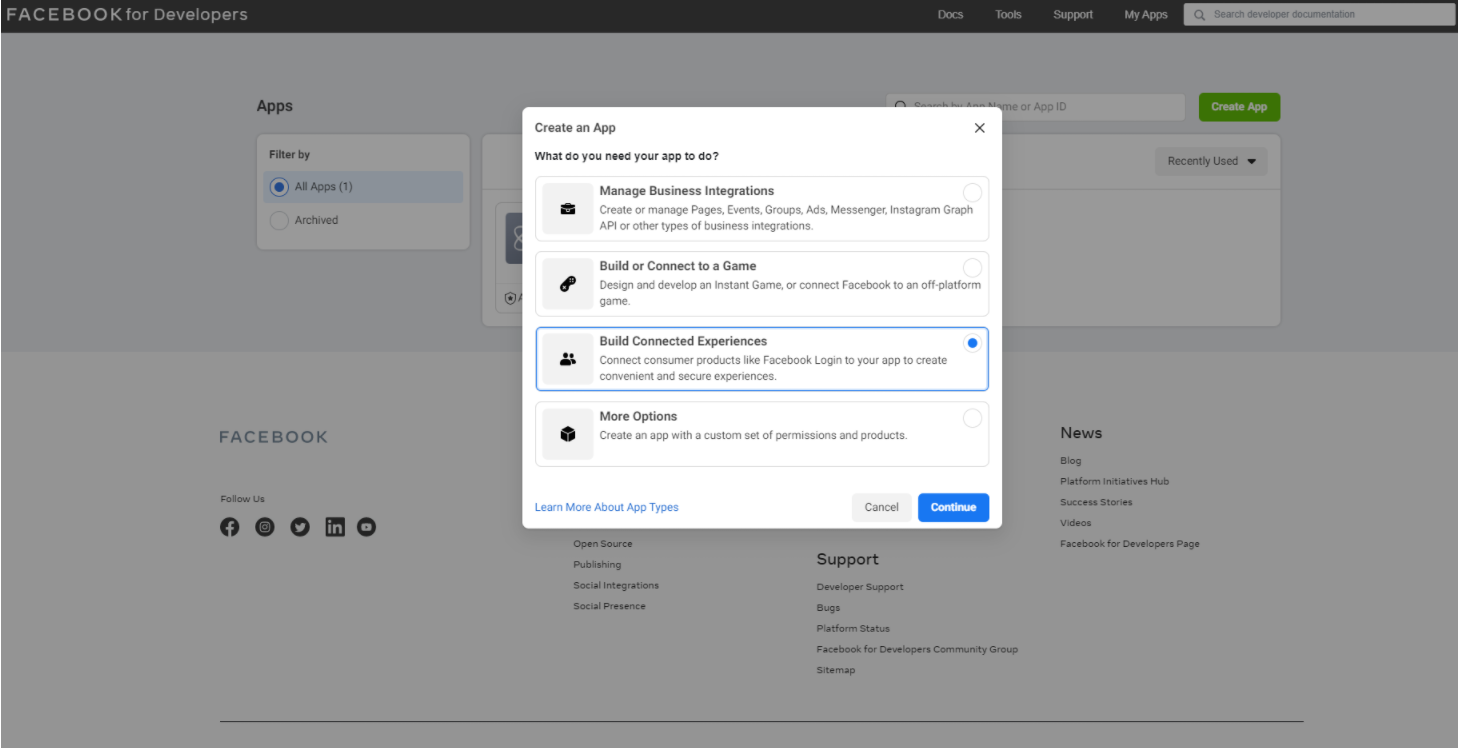 FACEBOOK for Developers
Docs
Tools
Support
My Apps
Search developer documentation
Apps
Search by App Name or App ID
Create App
Filter by
All Apps (1)
Archived
Recently Used
A
Create an App
What do you need your app to do?
Manage Business Integrations
Create or manage Pages, Events, Groups, Ads, Messenger, Instagram Graph
API or other types of business integrations.
Build or Connect to a Game
Design and develop an Instant Game, or connect Facebook to an off-platform
game.
Build Connected Experiences
Connect consumer products like Facebook Login to your app to create
convenient and secure experiences.
More Options
Create an app with a custom set of permissions and products.
Learn More About App Types
Cancel
Continue
FACEBOOK
Follow Us
Open Source
Publishing
Social Integrations
Social Presence
Support
Developer Support
Bugs
Platform Status
Facebook for Developers Community Group
Sitemap
News
Blog
Platform Initiatives Hub
Success Stories
Videos
Facebook for Developers Page